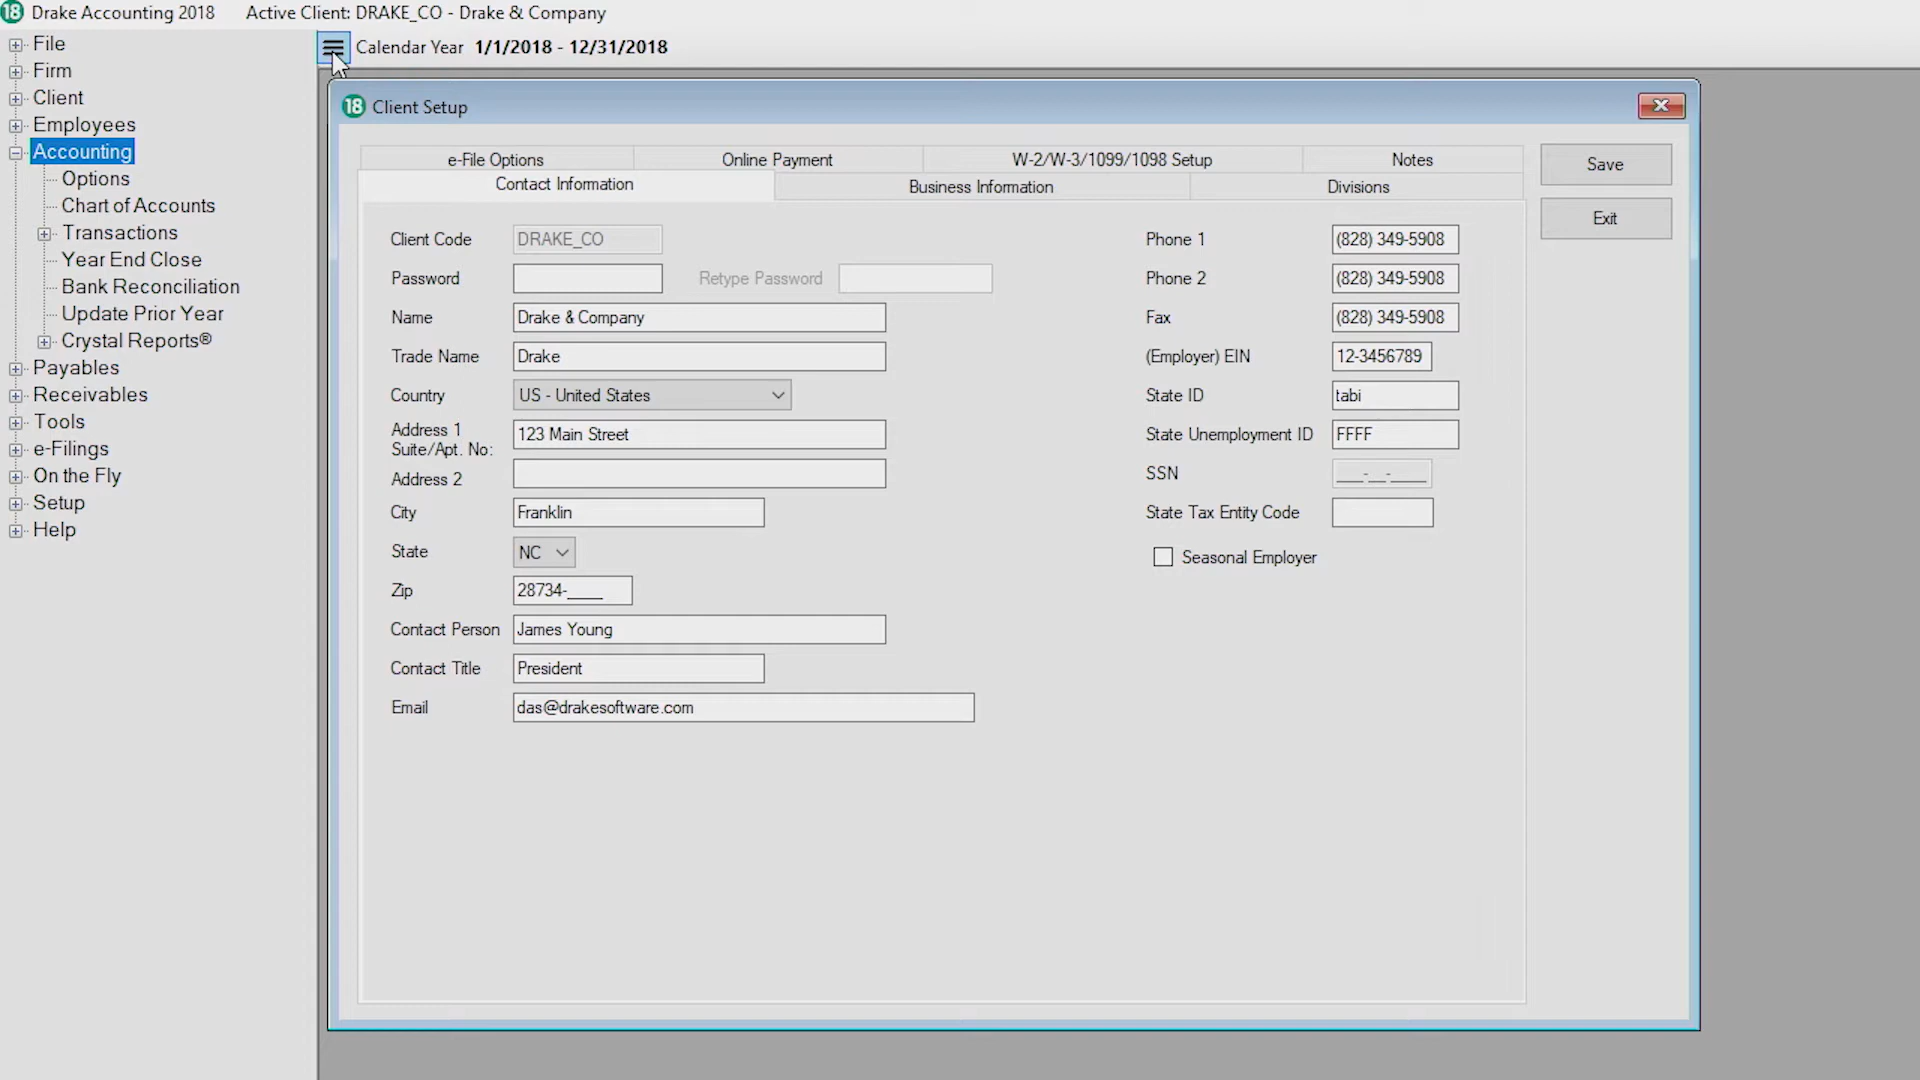 18 Drake Accounting 2018 Active Client: DRAKE_CO - Drake & Company
Calendar Year 1/1/2018 - 12/31/2018
File
Firm
Client
Employees
Accounting
Options
Chart of Accounts
Transactions
Year End Close
Bank Reconciliation
Update Prior Year
Crystal Reports®
Payables
Receivables
Tools
e-Filings
On the Fly
Setup
Help
18 Client Setup
e-File Options Online Payment W-2/W-3/1099/1098 Setup Notes
Contact Information Business Information Divisions
Save
Exit
Client Code DRAKE_CO
Password Retype Password
Name Drake & Company
Trade Name Drake
Country US - United States
Address 1 123 Main Street
Suite/Apt. No:
Address 2
City Franklin
State NC
Zip 28734-____
Contact Person James Young
Contact Title President
Email das@drakesoftware.com
Phone 1 (828) 349-5908
Phone 2 (828) 349-5908
Fax (828) 349-5908
(Employer) EIN 12-3456789
State ID tabi
State Unemployment ID FFFF
SSN ___-__-____
State Tax Entity Code
Seasonal Employer